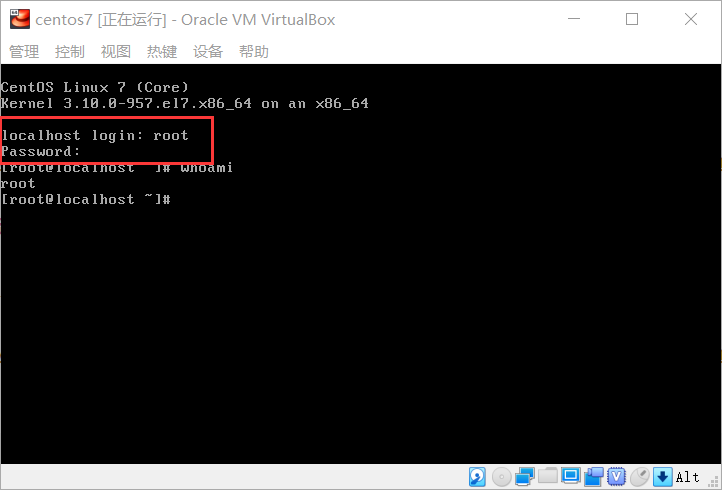 centos7 [正在运行] - Oracle VM VirtualBox
管理 控制 视图 热键 设备 帮助
CentOS Linux 7 (Core)
Kernel 3.10.0-957.el7.x86_64 on an x86_64
localhost login: root
Password:
[root@localhost ~]# whoami
root
[root@localhost ~]#
Alt